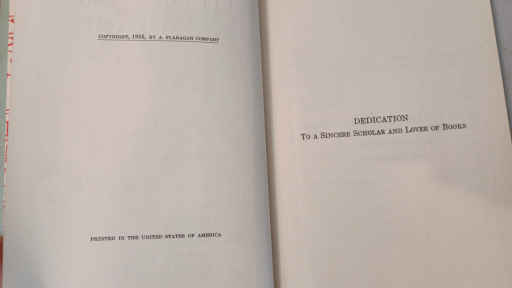 COPYRIGHT, 1932, BY A. FLANAGAN COMPANY
PRINTED IN THE UNITED STATES OF AMERICA
DEDICATION
TO A SINCERE SCHOLAR AND LOVER OF BOOKS